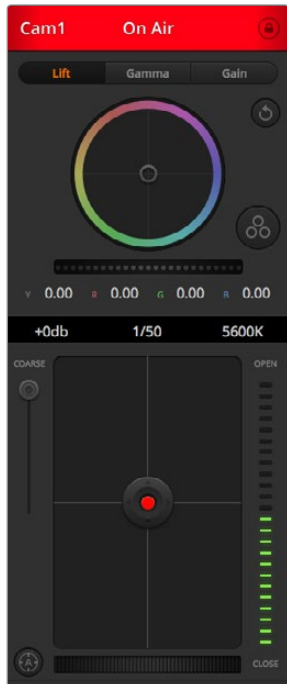 Cam1 On Air
Lift Gamma Gain
Y 0.00 R 0.00 G 0.00 B 0.00
+0db 1/50 5600K
COARSE OPEN
A CLOSE